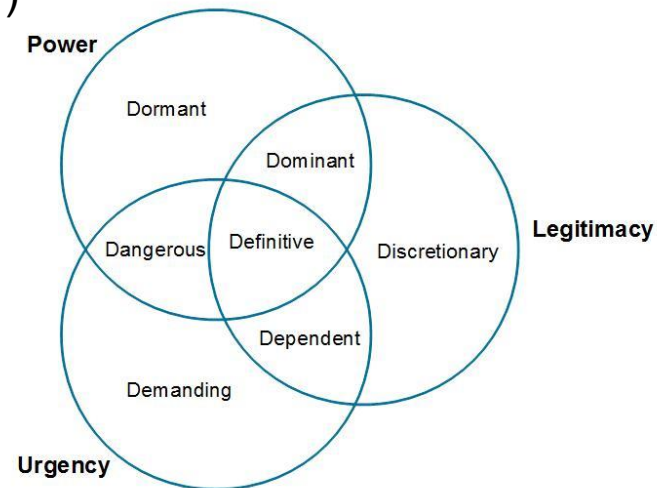 )
Power
Dormant
Dominant
Legitimacy
Dangerous
Definitive
Discretionary
Dependent
Demanding
Urgency